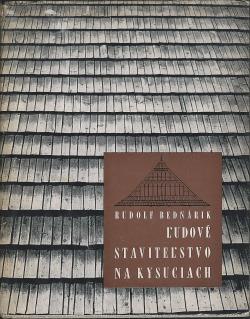 RUDOLF BEDNÁRIK
ĽUDOVÉ
STAVITEĽSTVO
NA KYSUCIACH